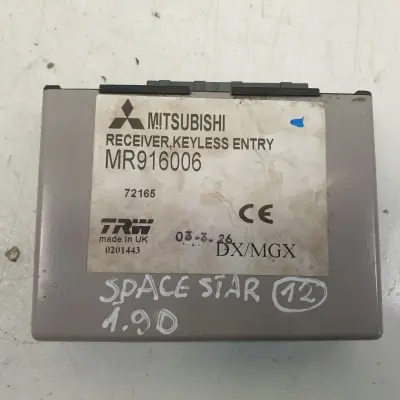 MITSUBISHI
RECEIVER, KEYLESS ENTRY
MR916006
72165
CE
TRW
made in UK
03-3.26
0201443
DX/MGX
SPACE STAR 12
1.9D